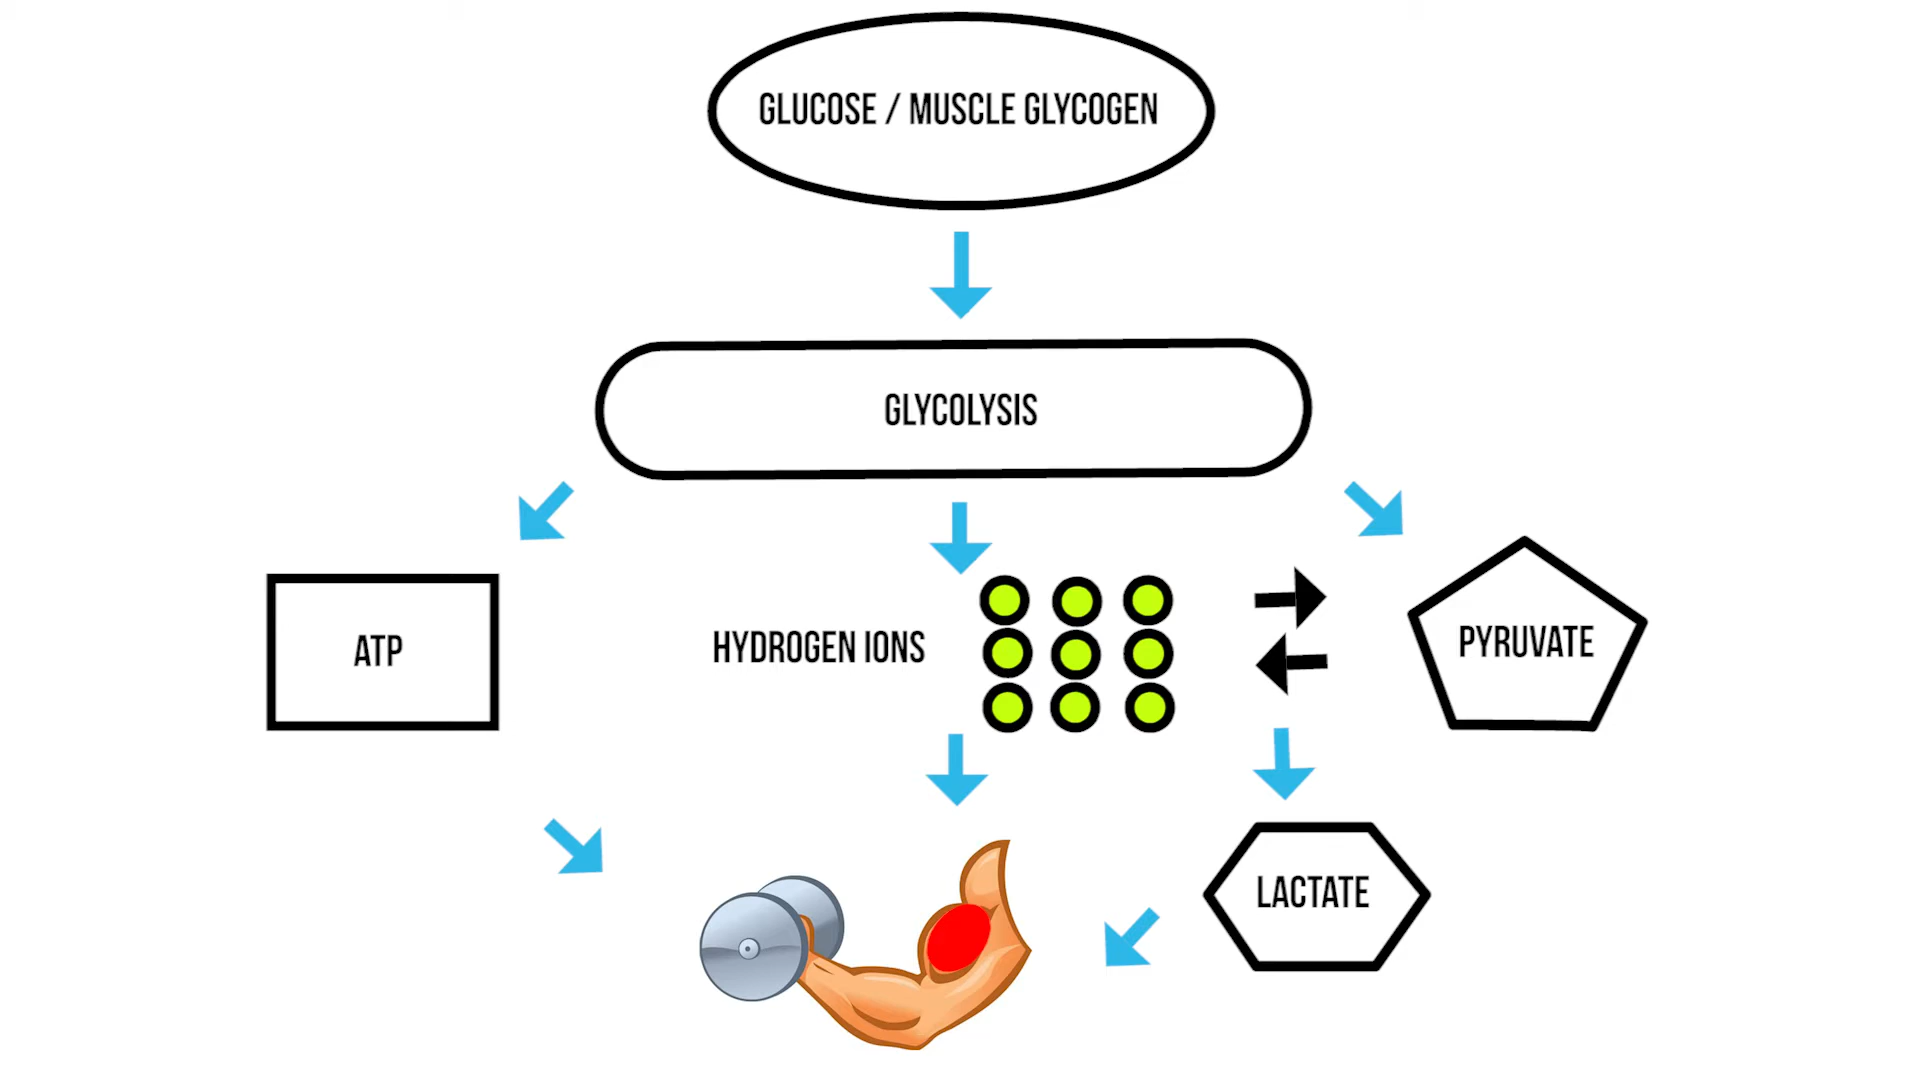 GLUCOSE / MUSCLE GLYCOGEN
GLYCOLYSIS
ATP
HYDROGEN IONS
PYRUVATE
LACTATE